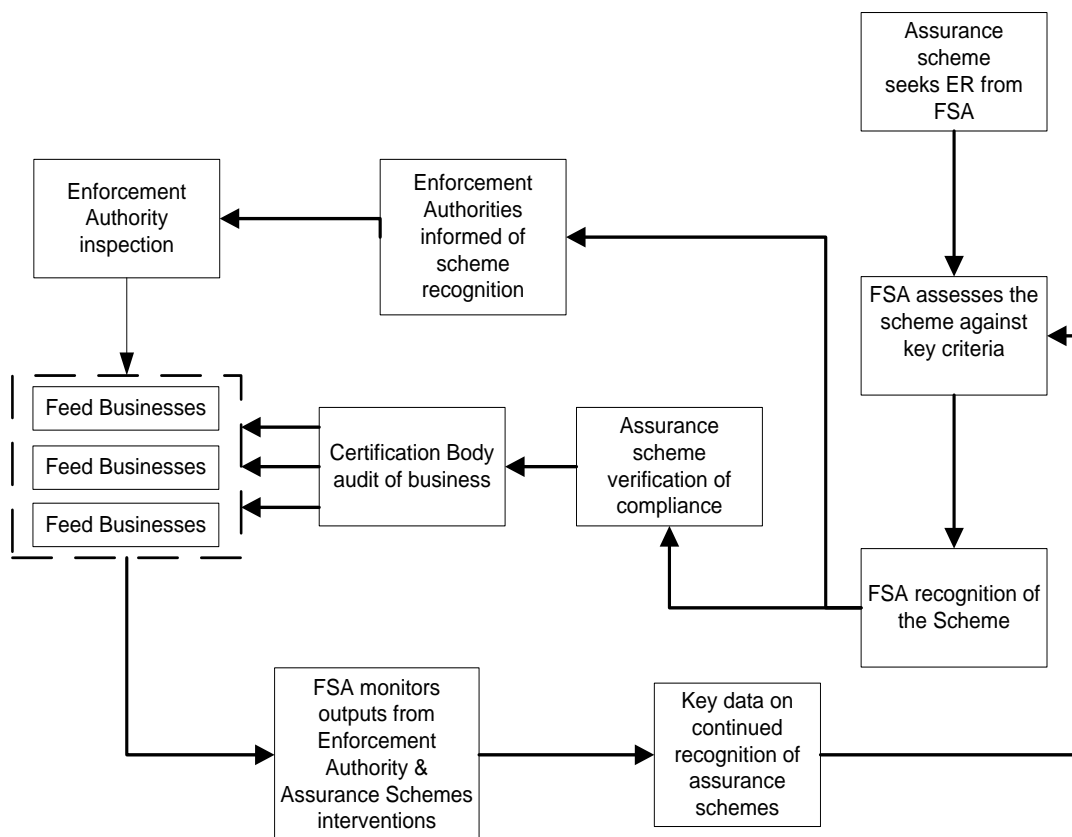 Assurance
scheme
seeks ER from
FSA
Enforcement
Authority
inspection
Enforcement
Authorities
informed of
scheme
recognition
FSA assesses the
scheme against
key criteria
Feed Businesses
Feed Businesses
Feed Businesses
Certification Body
audit of business
Assurance
scheme
verification of
compliance
FSA recognition of
the Scheme
FSA monitors
outputs from
Enforcement
Authority &
Assurance Schemes
interventions
Key data on
continued
recognition of
assurance
schemes